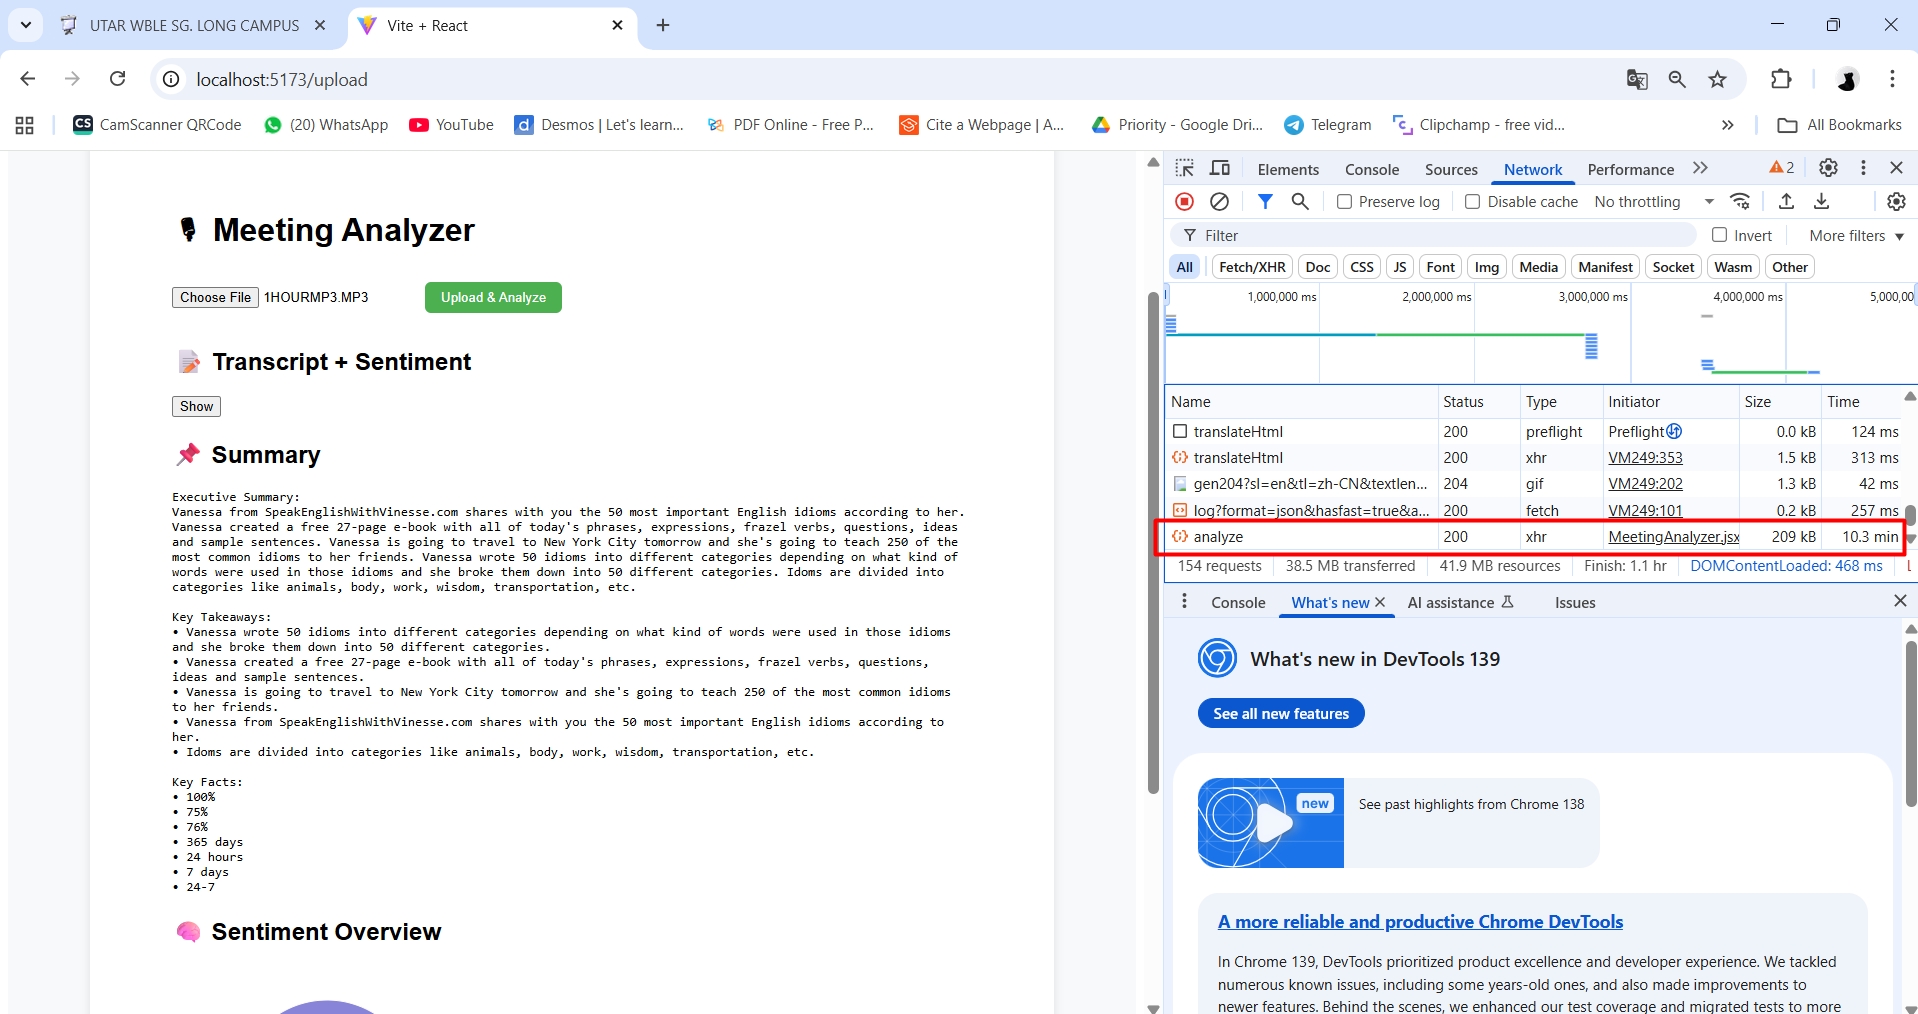 UTAR WBLE SG. LONG CAMPUS
Vite + React
localhost:5173/upload
CS CamScanner QRCode
(20) WhatsApp
YouTube
d Desmos | Let's learn...
PDF Online - Free P...
Cite a Webpage | A...
Priority - Google Dri...
Telegram
Clipchamp - free vid...
»
All Bookmarks
Meeting Analyzer
Choose File 1HOURMP3.MP3
Upload & Analyze
Transcript + Sentiment
Show
Summary
Executive Summary:
Vanessa from SpeakEnglishWithVinesse.com shares with you the 50 most important English idioms according to her.
Vanessa created a free 27-page e-book with all of today's phrases, expressions, frazel verbs, questions, ideas
and sample sentences. Vanessa is going to travel to New York City tomorrow and she's going to teach 250 of the
most common idioms to her friends. Vanessa wrote 50 idioms into different categories depending on what kind of
words were used in those idioms and she broke them down into 50 different categories. Idoms are divided into
categories like animals, body, work, wisdom, transportation, etc.
Key Takeaways:
• Vanessa wrote 50 idioms into different categories depending on what kind of words were used in those idioms
and she broke them down into 50 different categories.
• Vanessa created a free 27-page e-book with all of today's phrases, expressions, frazel verbs, questions,
ideas and sample sentences.
• Vanessa is going to travel to New York City tomorrow and she's going to teach 250 of the most common idioms
to her friends.
• Vanessa from SpeakEnglishWithVinesse.com shares with you the 50 most important English idioms according to
her.
• Idoms are divided into categories like animals, body, work, wisdom, transportation, etc.
Key Facts:
• 100%
• 75%
• 76%
• 365 days
• 24 hours
• 7 days
• 24-7
Sentiment Overview
Elements Console Sources Network Performance » 2
Preserve log Disable cache No throttling
Filter Invert More filters
All Fetch/XHR Doc CSS JS Font Img Media Manifest Socket Wasm Other
1,000,000 ms 2,000,000 ms 3,000,000 ms 4,000,000 ms 5,000,00
Name Status Type Initiator Size Time
translateHtml 200 preflight Preflight 0.0 kB 124 ms
translateHtml 200 xhr VM249:353 1.5 kB 313 ms
gen204?sl=en&tl=zh-CN&textlen... 204 gif VM249:202 1.3 kB 42 ms
log?format=json&hasfast=true&a... 200 fetch VM249:101 0.2 kB 257 ms
analyze 200 xhr MeetingAnalyzer.jsx 209 kB 10.3 min
154 requests 38.5 MB transferred 41.9 MB resources Finish: 1.1 hr DOMContentLoaded: 468 ms L
Console What's new AI assistance Issues
What's new in DevTools 139
See all new features
new
See past highlights from Chrome 138
A more reliable and productive Chrome DevTools
In Chrome 139, DevTools prioritized product excellence and developer experience. We tackled
numerous known issues, including some years-old ones, and also made improvements to
newer features. Behind the scenes, we enhanced our test coverage and migrated tests to more